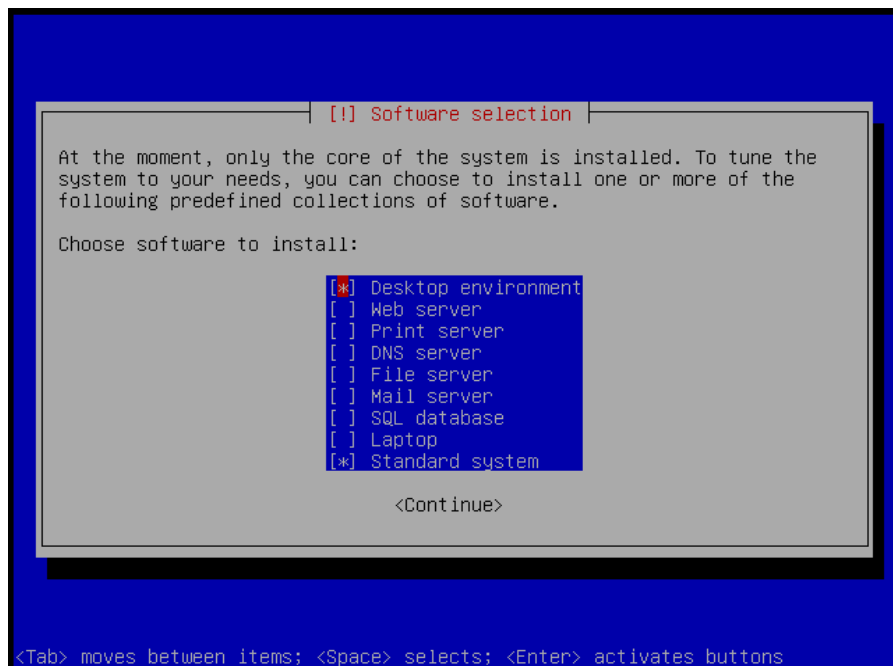 [!] Software selection
At the moment, only the core of the system is installed. To tune the
system to your needs, you can choose to install one or more of the
following predefined collections of software.
Choose software to install:
[*] Desktop environment
[ ] Web server
[ ] Print server
[ ] DNS server
[ ] File server
[ ] Mail server
[ ] SQL database
[ ] Laptop
[*] Standard system
<Continue>
<Tab> moves between items; <Space> selects; <Enter> activates buttons